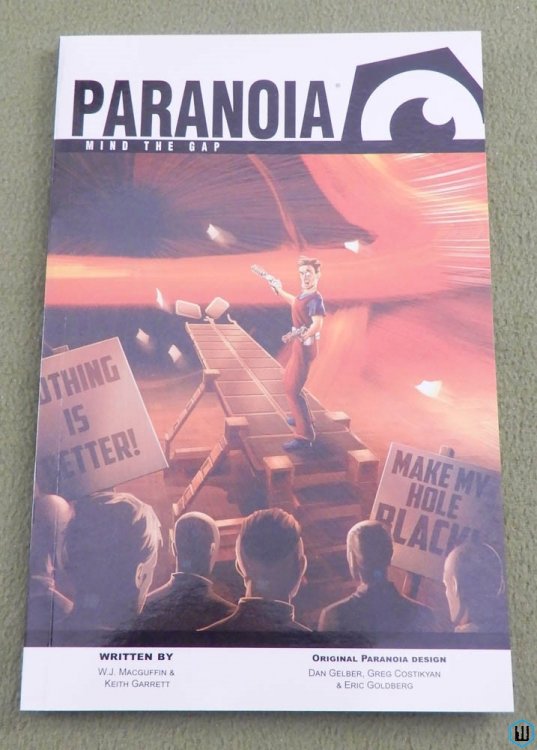 PARANOIA®
MIND THE GAP
OTHING
IS
ETTER!
MAKE MY
HOLE
BLACK!
WRITTEN BY
W.J. MACGUFFIN &
KEITH GARRETT
ORIGINAL PARANOIA DESIGN
DAN GELBER, GREG COSTIKYAN
& ERIC GOLDBERG